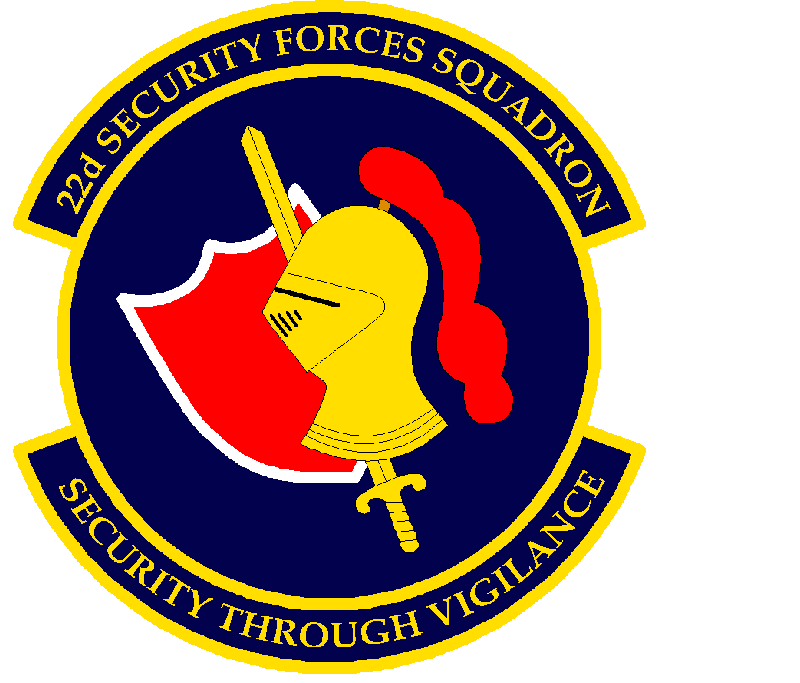 22d SECURITY FORCES SQUADRON
SECURITY THROUGH VIGILANCE